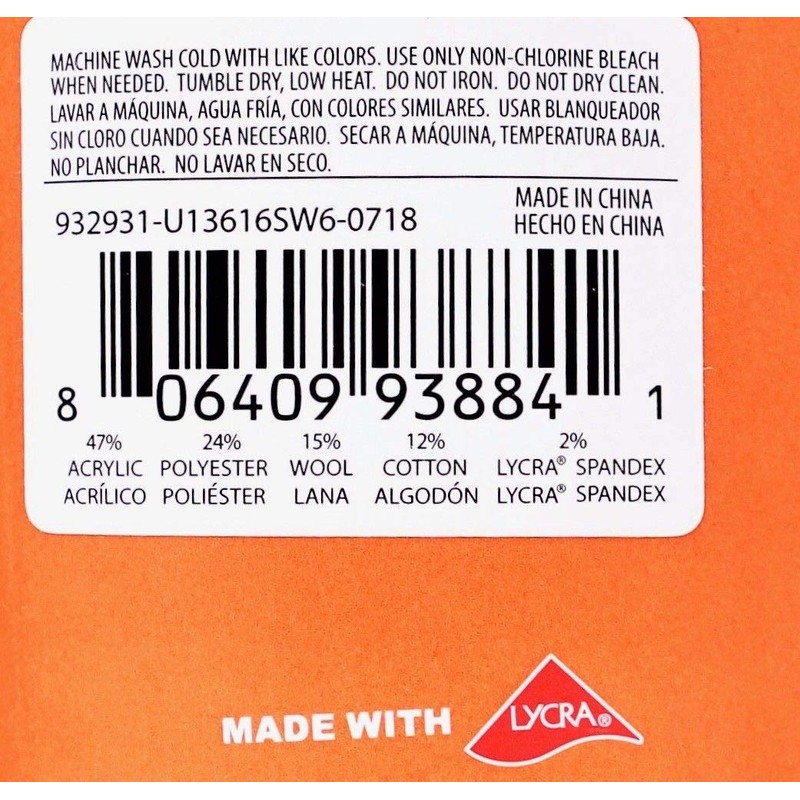 MACHINE WASH COLD WITH LIKE COLORS. USE ONLY NON-CHLORINE BLEACH
WHEN NEEDED. TUMBLE DRY, LOW HEAT. DO NOT IRON. DO NOT DRY CLEAN.
LAVAR A MÁQUINA, AGUA FRÍA, CON COLORES SIMILARES. USAR BLANQUEADOR
SIN CLORO CUANDO SEA NECESARIO. SECAR A MÁQUINA, TEMPERATURA BAJA.
NO PLANCHAR. NO LAVAR EN SECO.
932931-U13616SW6-0718
MADE IN CHINA
HECHO EN CHINA
8 06409 93884 1
47% 24% 15% 12% 2%
ACRYLIC POLYESTER WOOL COTTON LYCRA® SPANDEX
ACRÍLICO POLIÉSTER LANA ALGODÓN LYCRA® SPANDEX
MADE WITH LYCRA®